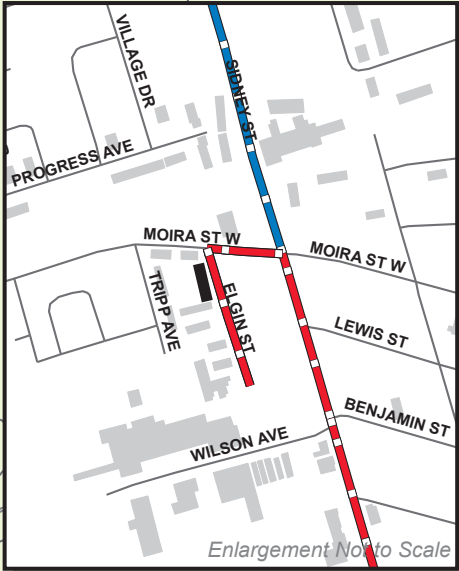 VILLAGE DR
SIDNEY ST
PROGRESS AVE
MOIRA ST W
MOIRA ST W
TRIPP AVE
ELGIN ST
LEWIS ST
BENJAMIN ST
WILSON AVE
Enlargement Not to Scale